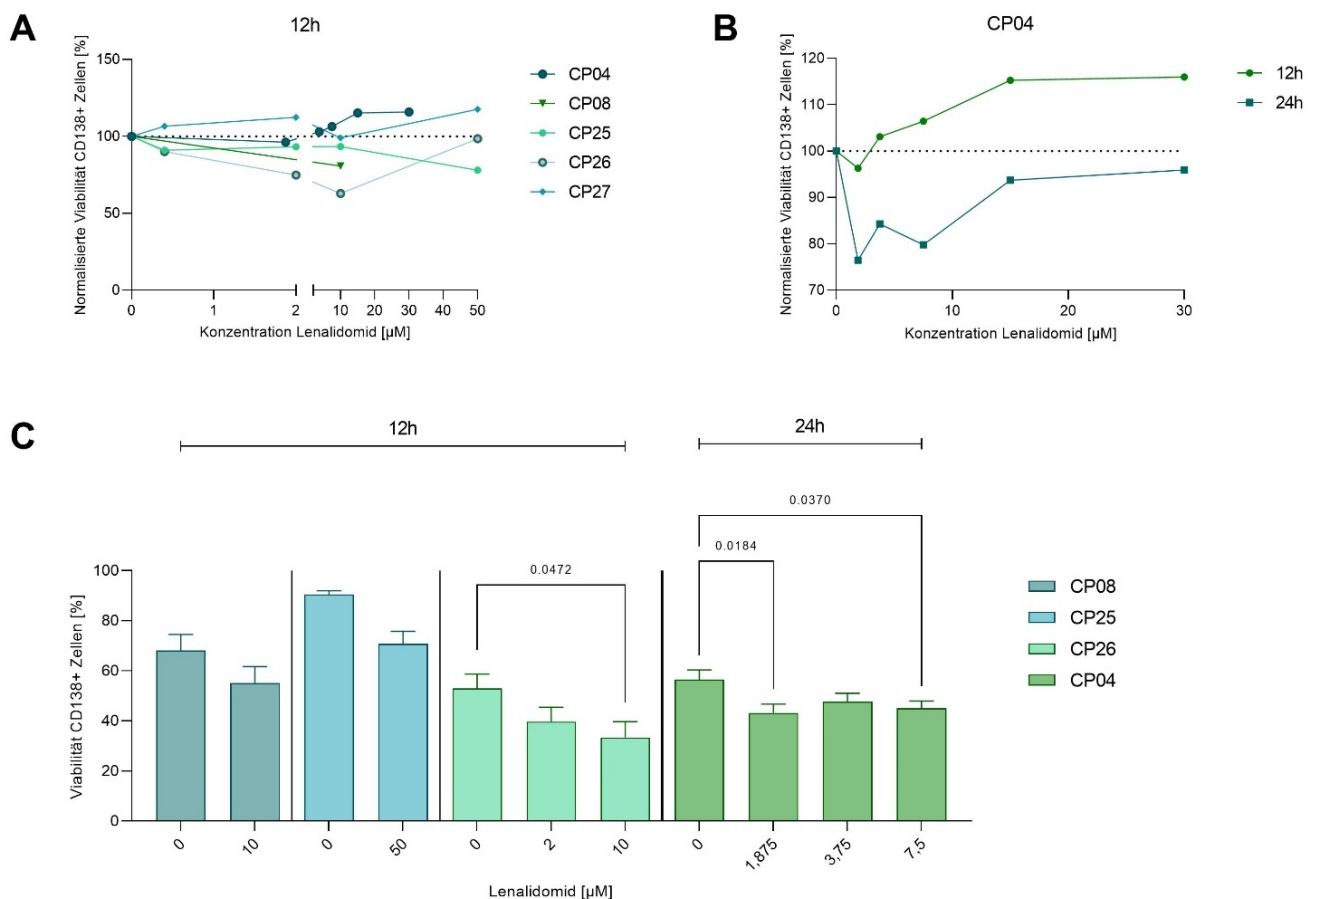 A
12h
Normalisierte Viabilität CD138+ Zellen [%]
150
100
50
0
0 1 2 10 20 30 40 50
Konzentration Lenalidomid [µM]
CP04
CP08
CP25
CP26
CP27
B
CP04
Normalisierte Viabilität CD138+ Zellen [%]
120
110
100
90
80
70
0 10 20 30
Konzentration Lenalidomid [µM]
12h
24h
C
12h
24h
0.0370
0.0184
0.0472
Viabilität CD138+ Zellen [%]
100
80
60
40
20
0
0 10 0 50 0 2 10 0 1,875 3,75 7,5
Lenalidomid [µM]
CP08
CP25
CP26
CP04